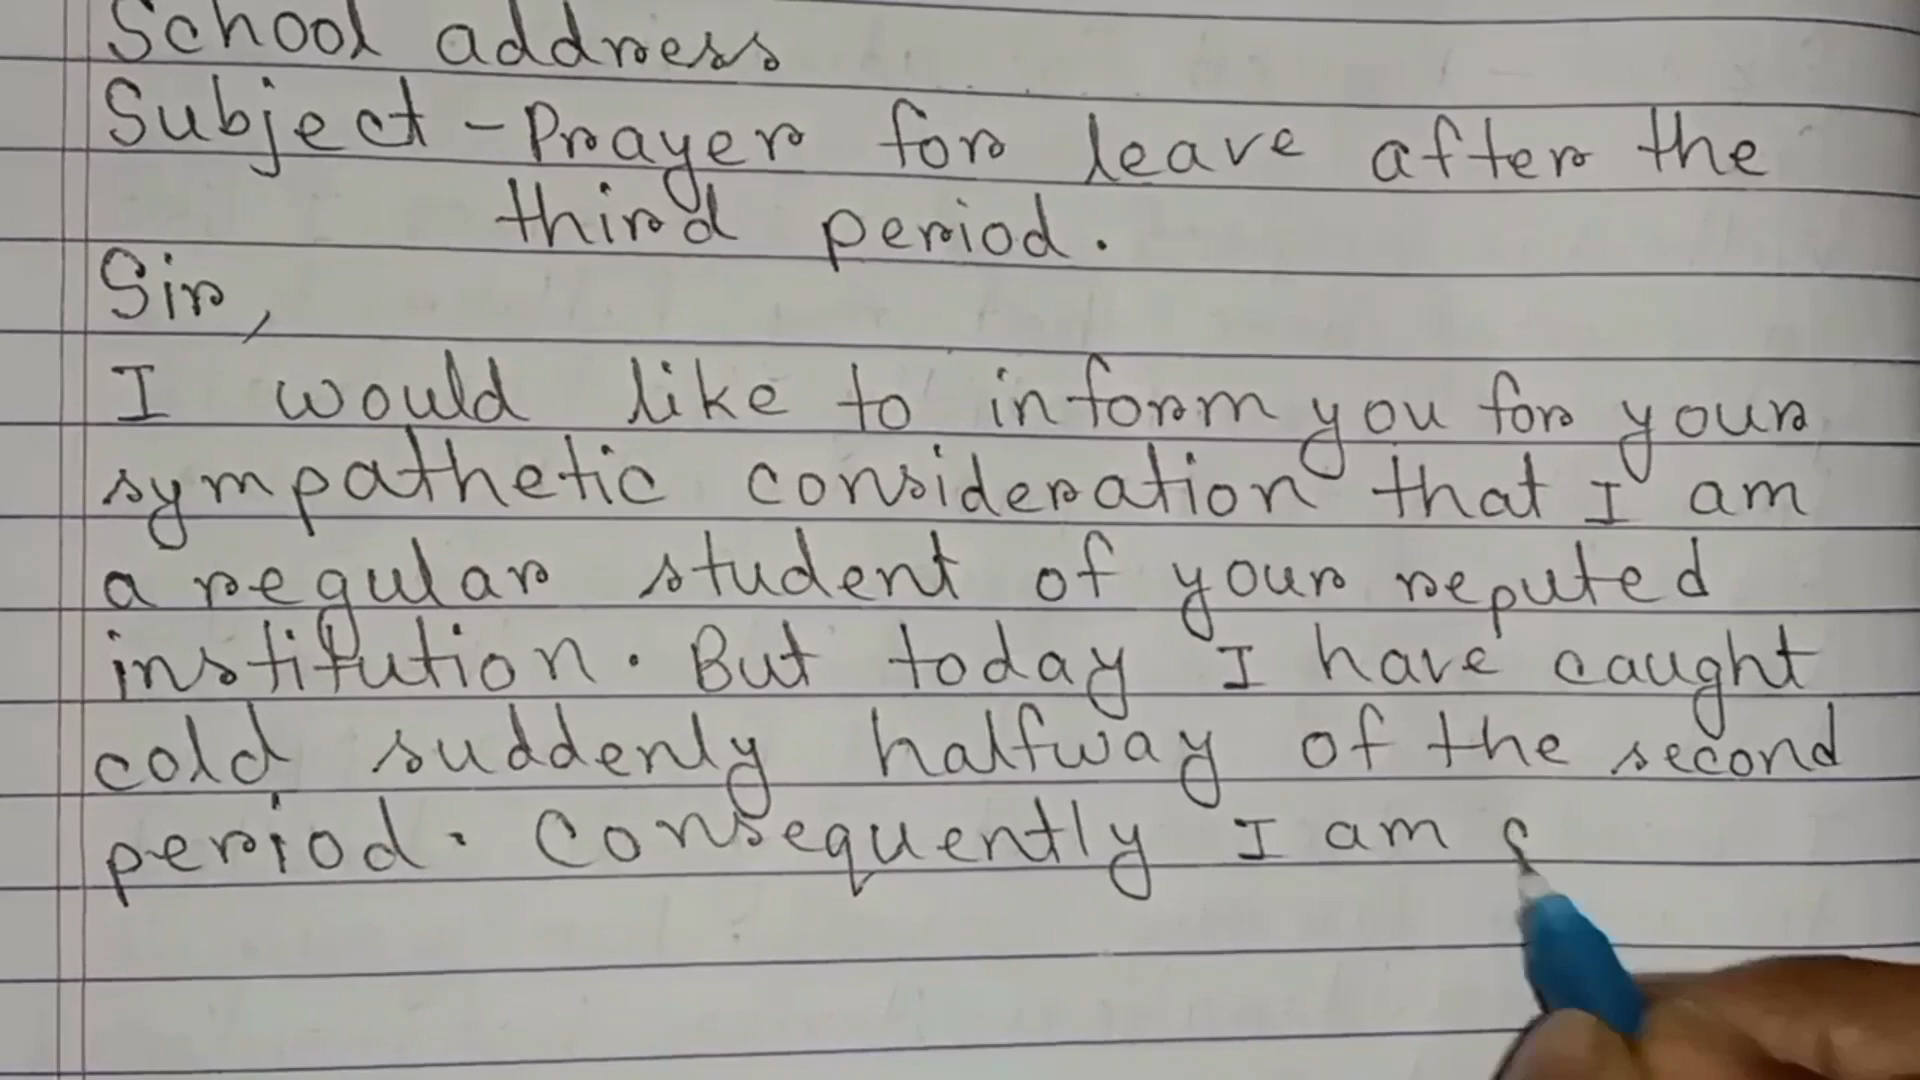 School address
Subject - Prayer for leave after the
third period.
Sir,
I would like to inform you for your
sympathetic consideration that I am
a regular student of your reputed
institution. But today I have caught
cold suddenly halfway of the second
period. Consequently I am